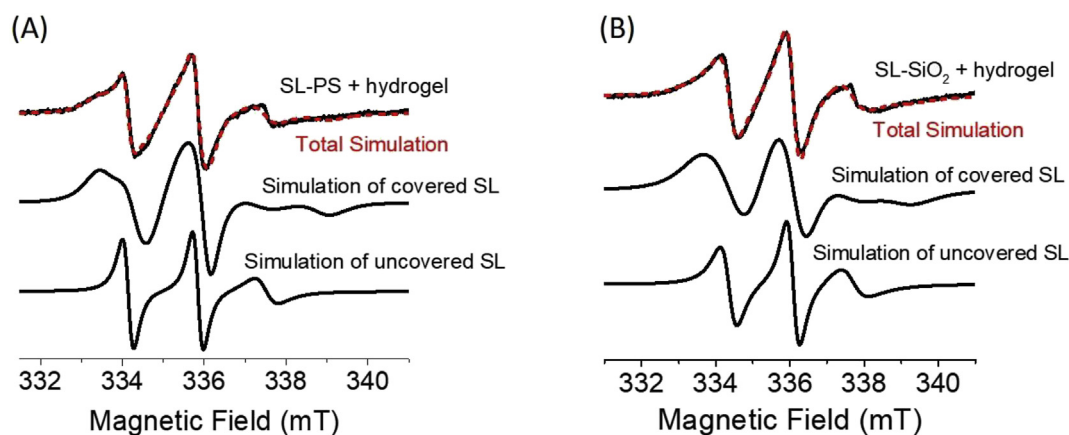 (A)
SL-PS + hydrogel
Total Simulation
Simulation of covered SL
Simulation of uncovered SL
332 334 336 338 340
Magnetic Field (mT)
(B)
SL-SiO₂ + hydrogel
Total Simulation
Simulation of covered SL
Simulation of uncovered SL
332 334 336 338 340
Magnetic Field (mT)